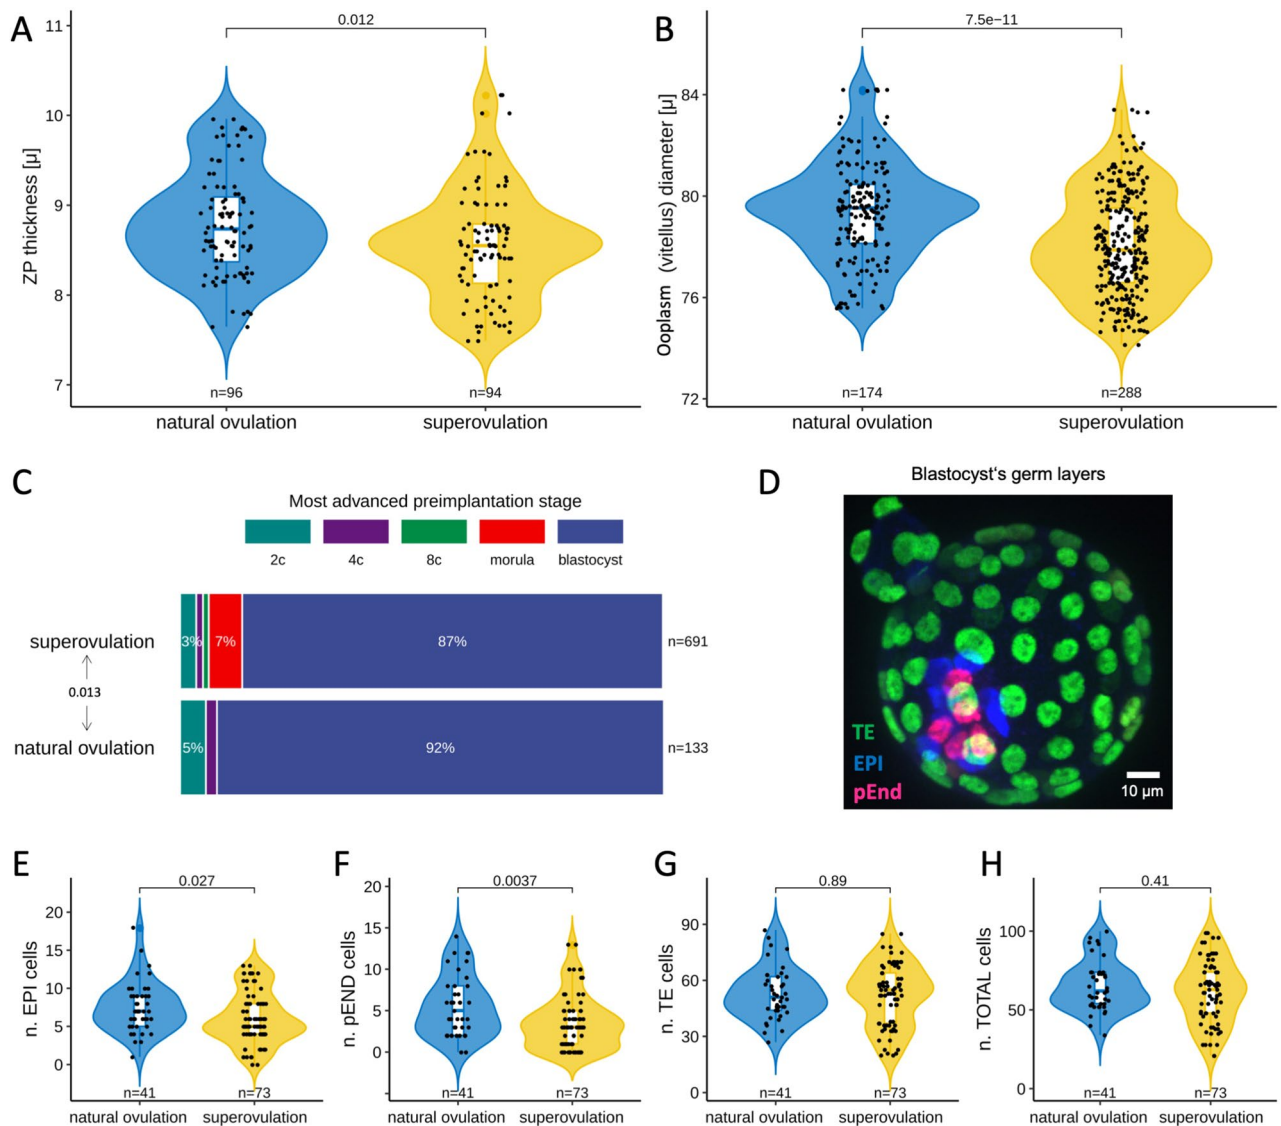 A
ZP thickness [µ]
11
10
9
8
7
0.012
n=96
n=94
natural ovulation
superovulation
B
Ooplasm (vitellus) diameter [µ]
84
80
76
72
7.5e−11
n=174
n=288
natural ovulation
superovulation
C
Most advanced preimplantation stage
2c
4c
8c
morula
blastocyst
superovulation
3%
7%
87%
n=691
0.013
natural ovulation
5%
92%
n=133
D
Blastocyst's germ layers
TE
EPI
pEnd
10 µm
E
n. EPI cells
20
15
10
5
0
0.027
n=41
n=73
natural ovulation
superovulation
F
n. pEND cells
20
15
10
5
0
0.0037
n=41
n=73
natural ovulation
superovulation
G
n. TE cells
90
60
30
0
0.89
n=41
n=73
natural ovulation
superovulation
H
n. TOTAL cells
100
50
0
0.41
n=41
n=73
natural ovulation
superovulation